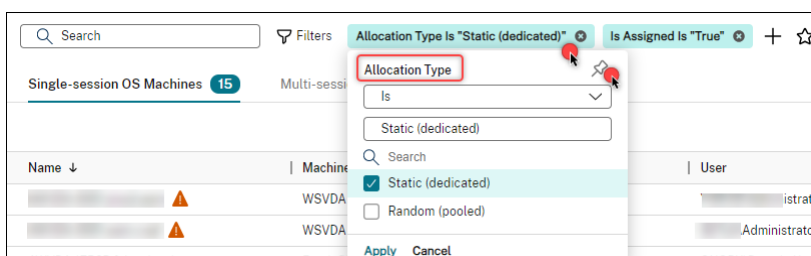 Search
Filters
Allocation Type Is "Static (dedicated)"
Is Assigned Is "True"
Single-session OS Machines 15
Multi-sessi
Allocation Type
Is
Static (dedicated)
Search
Static (dedicated)
Random (pooled)
Apply Cancel
Name ↓
Machine
User
WSVDA
istrat
WSVDA
.Administrato